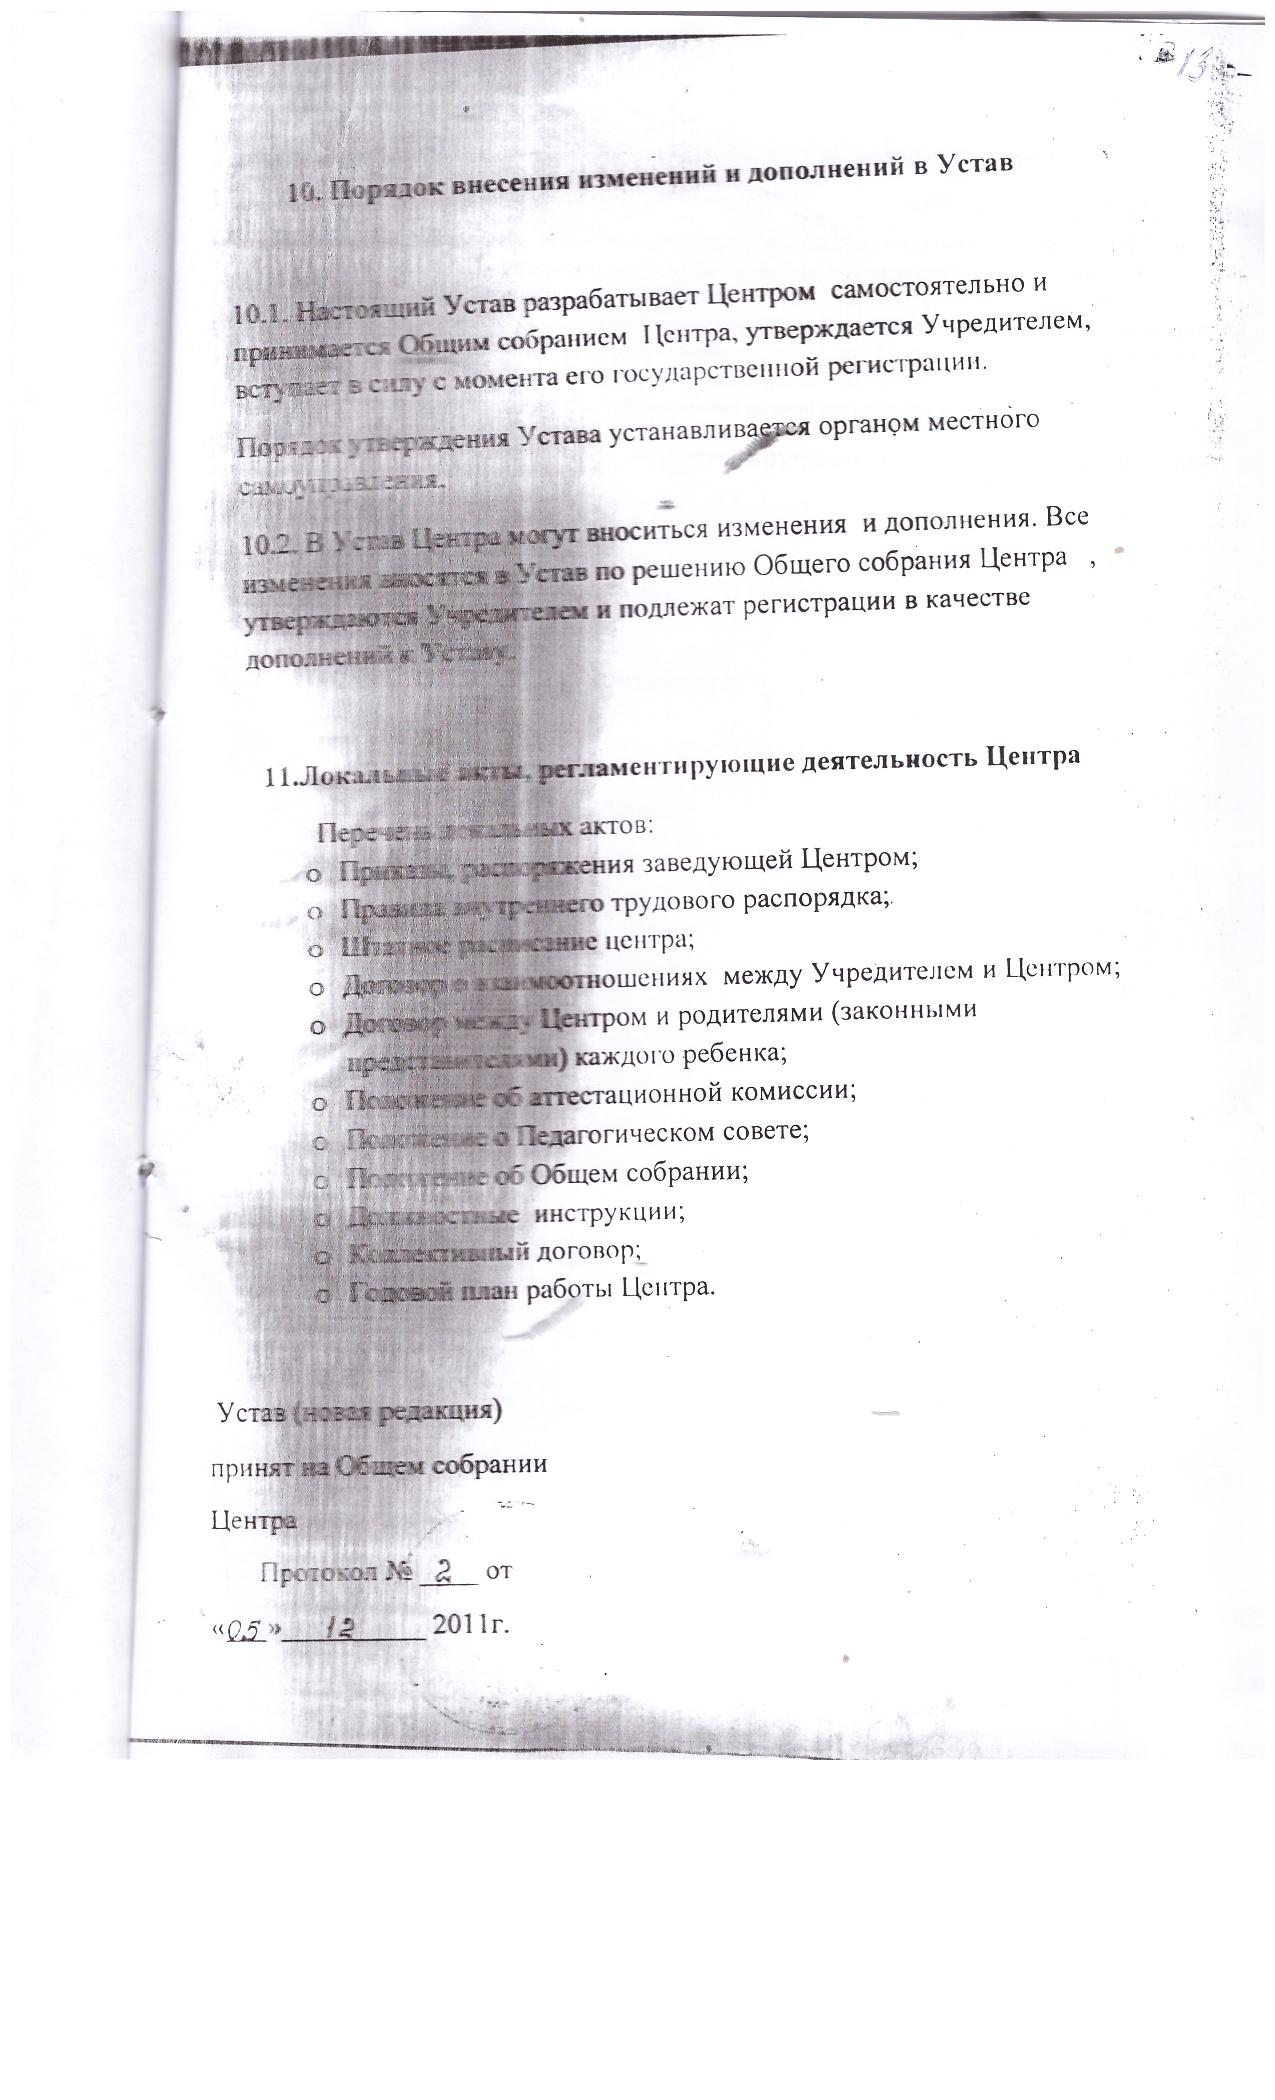 13
10. Порядок внесения изменений и дополнений в Устав
10.1. Настоящий Устав разрабатывает Центром самостоятельно и
принимается Общим собранием Центра, утверждается Учредителем,
вступает в силу с момента его государственной регистрации.
Порядок утверждения Устава устанавливается органом местного
самоуправления.
10.2. В Устав Центра могут вноситься изменения и дополнения. Все
изменения вносятся в Устав по решению Общего собрания Центра ,
утверждаются Учредителем и подлежат регистрации в качестве
дополнений к Уставу.
11.Локальные акты, регламентирующие деятельность Центра
Перечень локальных актов:
o Приказы, распоряжения заведующей Центром;
o Правила внутреннего трудового распорядка;
o Штатное расписание центра;
o Договор о взаимоотношениях между Учредителем и Центром;
o Договор между Центром и родителями (законными
представителями) каждого ребенка;
o Положение об аттестационной комиссии;
o Положение о Педагогическом совете;
o Положение об Общем собрании;
o Должностные инструкции;
o Коллективный договор;
o Годовой план работы Центра.
Устав (новая редакция)
принят на Общем собрании
Центра
Протокол № 2 от
«05» 12 2011г.